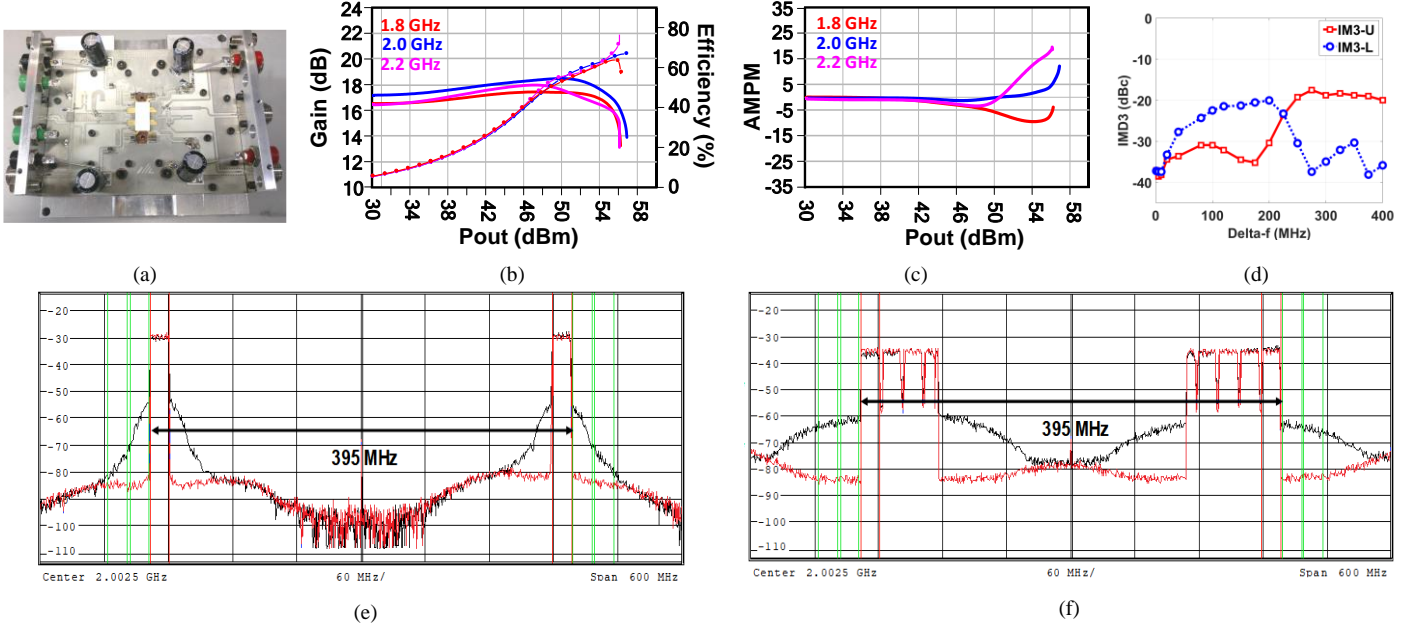 24
22
20
18
16
14
12
10
Gain (dB)
1.8 GHz
2.0 GHz
2.2 GHz
80
60
40
20
0
Efficiency (%)
30 34 38 42 46 50 54 58
Pout (dBm)
35
25
15
5
-5
-15
-25
-35
AMPM
1.8 GHz
2.0 GHz
2.2 GHz
30 34 38 42 46 50 54 58
Pout (dBm)
0
-10
-20
-30
-40
IMD3 (dBc)
IM3-U
IM3-L
0 100 200 300 400
Delta-f (MHz)
(a)
(b)
(c)
(d)
-20
-30
-40
-50
-60
-70
-80
-90
-100
-110
395 MHz
Center 2.0025 GHz 60 MHz/ Span 600 MHz
(e)
-20
-30
-40
-50
-60
-70
-80
-90
-100
-110
395 MHz
Center 2.0025 GHz 60 MHz/ Span 600 MHz
(f)